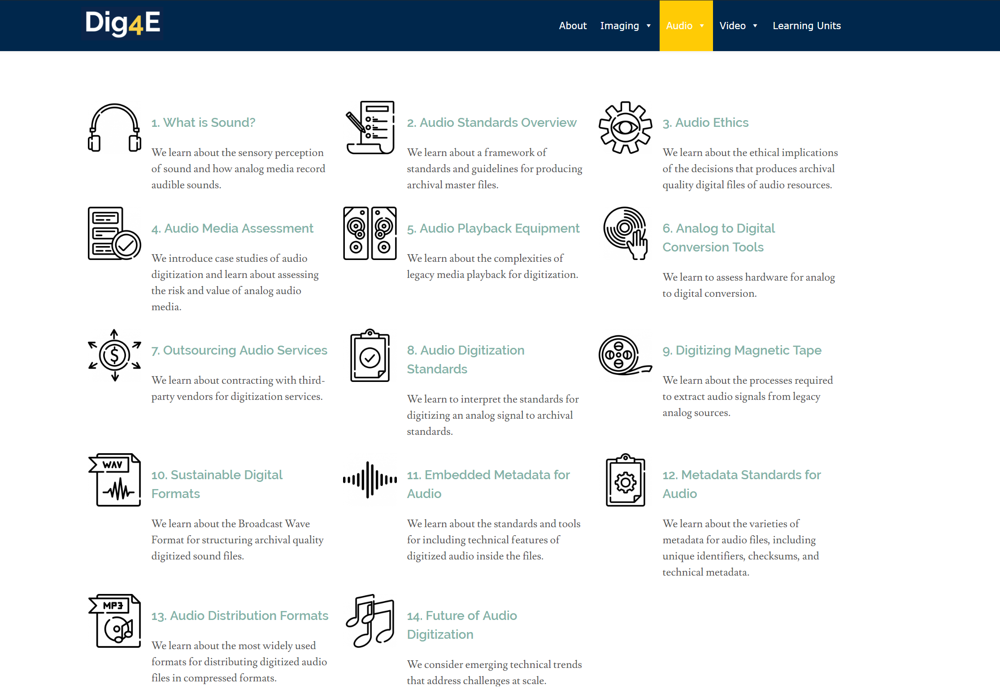 Dig4E
About
Imaging
Audio
Video
Learning Units
1. What is Sound?
We learn about the sensory perception
of sound and how analog media record
audible sounds.
2. Audio Standards Overview
We learn about a framework of
standards and guidelines for producing
archival master files.
3. Audio Ethics
We learn about the ethical implications
of the decisions that produces archival
quality digital files of audio resources.
4. Audio Media Assessment
We introduce case studies of audio
digitization and learn about assessing
the risk and value of analog audio
media.
5. Audio Playback Equipment
We learn about the complexities of
legacy media playback for digitization.
6. Analog to Digital
Conversion Tools
We learn to assess hardware for analog
to digital conversion.
7. Outsourcing Audio Services
We learn about contracting with third-
party vendors for digitization services.
8. Audio Digitization
Standards
We learn to interpret the standards for
digitizing an analog signal to archival
standards.
9. Digitizing Magnetic Tape
We learn about the processes required
to extract audio signals from legacy
analog sources.
WAV
10. Sustainable Digital
Formats
We learn about the Broadcast Wave
Format for structuring archival quality
digitized sound files.
11. Embedded Metadata for
Audio
We learn about the standards and tools
for including technical features of
digitized audio inside the files.
12. Metadata Standards for
Audio
We learn about the varieties of
metadata for audio files, including
unique identifiers, checksums, and
technical metadata.
MP3
13. Audio Distribution Formats
We learn about the most widely used
formats for distributing digitized audio
files in compressed formats.
14. Future of Audio
Digitization
We consider emerging technical trends
that address challenges at scale.